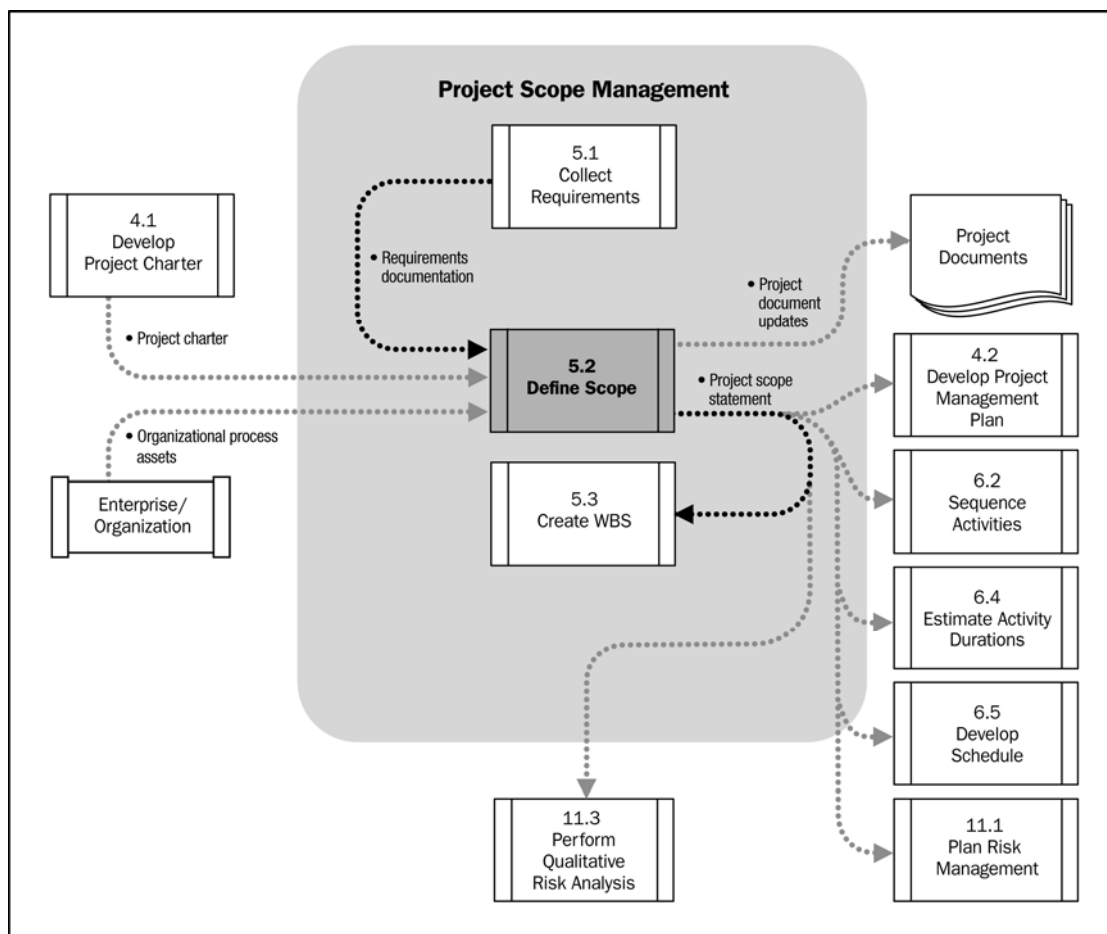 Project Scope Management
5.1
Collect
Requirements
4.1
Develop
Project Charter
• Requirements
documentation
Project
Documents
• Project
document
updates
• Project charter
5.2
Define Scope
• Project scope
statement
4.2
Develop Project
Management
Plan
• Organizational process
assets
Enterprise/
Organization
5.3
Create WBS
6.2
Sequence
Activities
6.4
Estimate Activity
Durations
6.5
Develop
Schedule
11.3
Perform
Qualitative
Risk Analysis
11.1
Plan Risk
Management